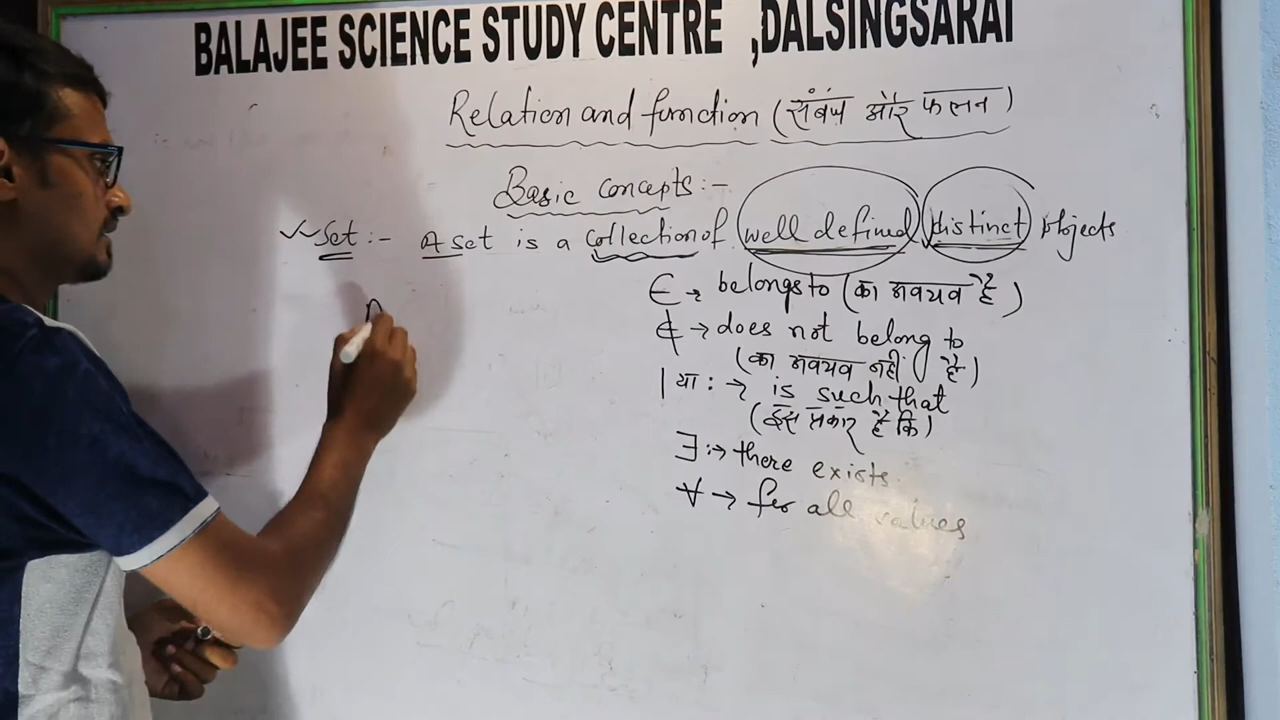 BALAJEE SCIENCE STUDY CENTRE ,DALSINGSARAI
Relation and function (संबंध और फलन)
Basic concepts:-
Set:- A set is a collection of well defined distinct objects
∈ → belongs to (का अवयव है)
∉ → does not belong to
(का अवयव नहीं है)
| या : → is such that
(इस प्रकार है कि)
∃ :→ there exists.
∀ → for all values